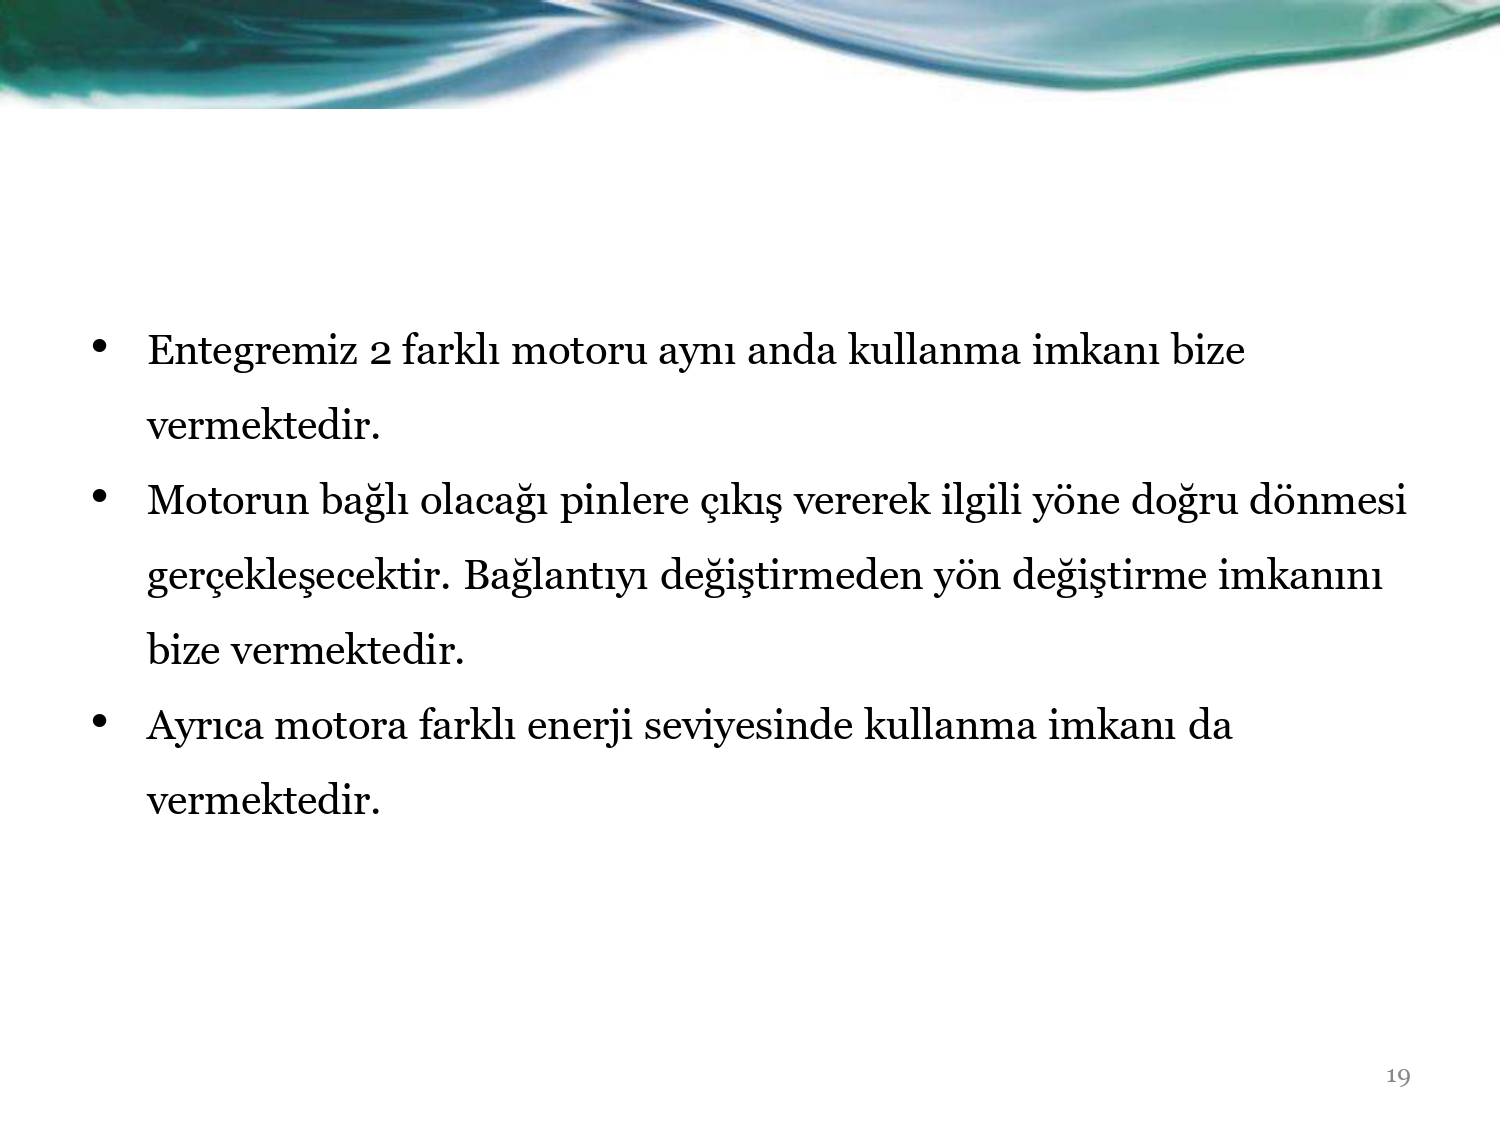 • Entegremiz 2 farklı motoru aynı anda kullanma imkanı bize
vermektedir.
• Motorun bağlı olacağı pinlere çıkış vererek ilgili yöne doğru dönmesi
gerçekleşecektir. Bağlantıyı değiştirmeden yön değiştirme imkanını
bize vermektedir.
• Ayrıca motora farklı enerji seviyesinde kullanma imkanı da
vermektedir.
19